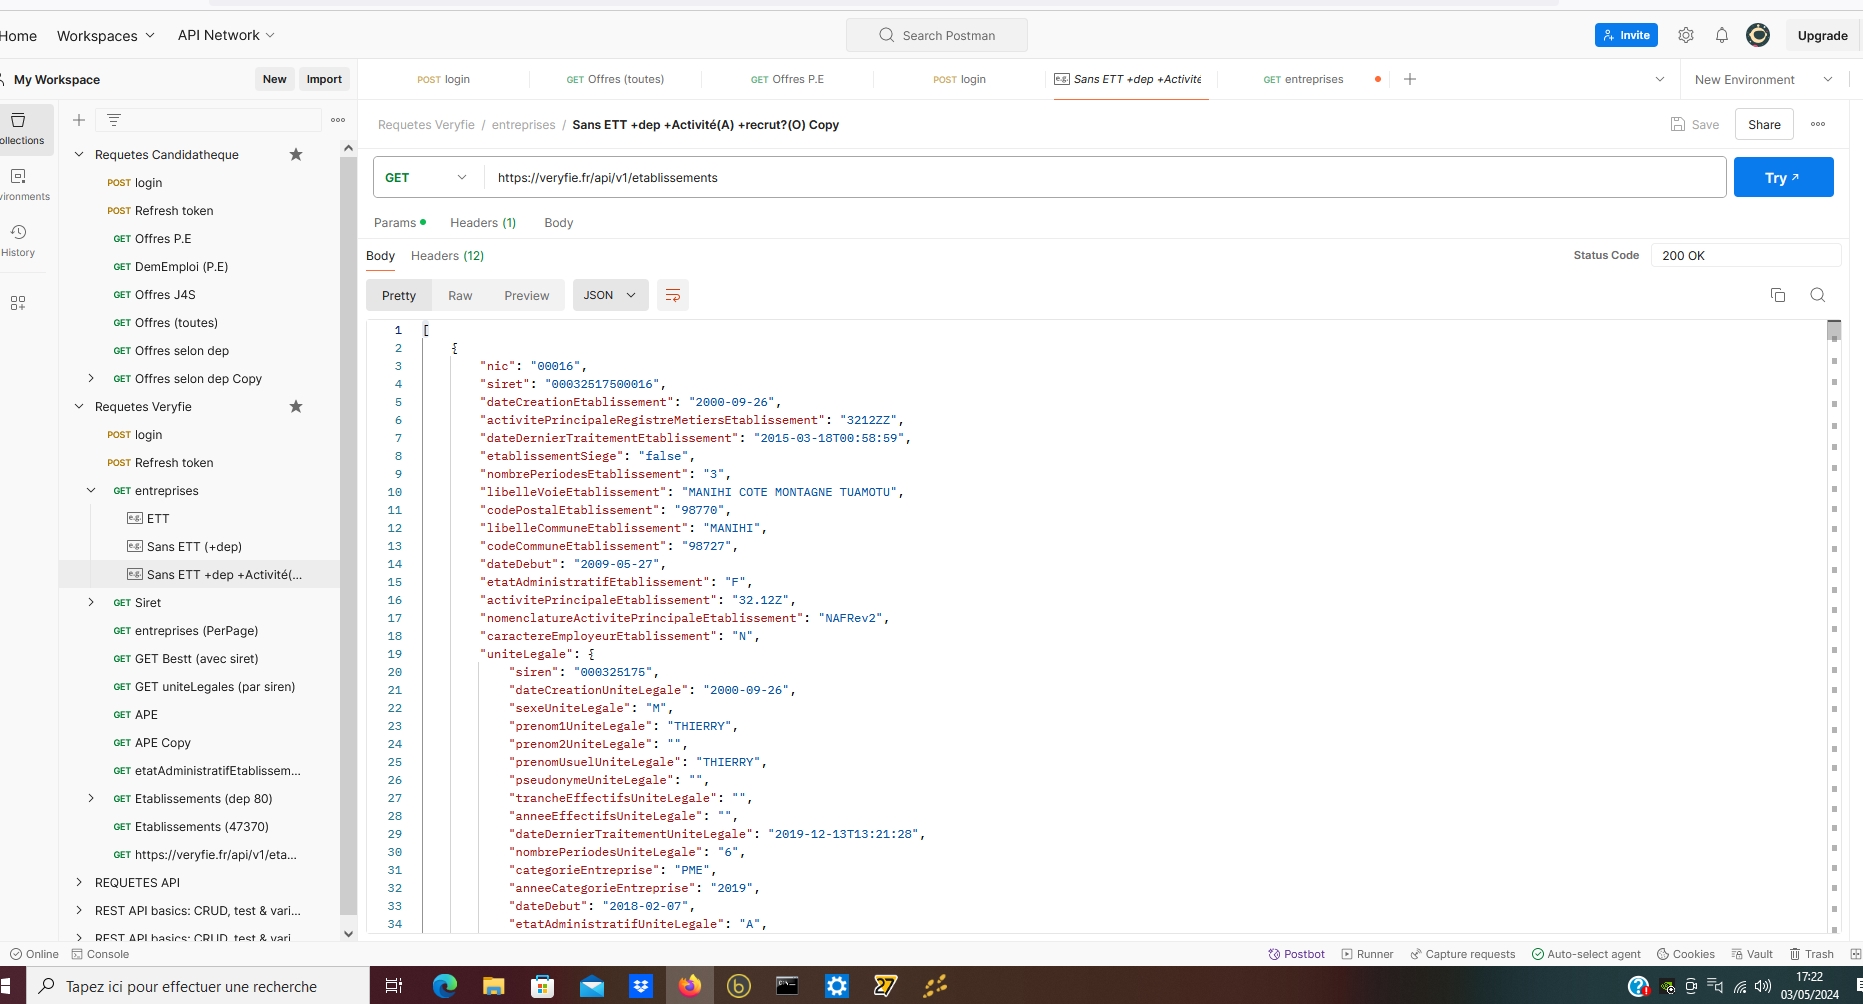 Home
Workspaces
API Network
Search Postman
Invite
Upgrade
My Workspace
New
Import
POST login
GET Offres (toutes)
GET Offres P.E
POST login
e.g. Sans ETT +dep +Activité
GET entreprises
New Environment
ollections
vironments
History
Requetes Candidatheque
POST login
POST Refresh token
GET Offres P.E
GET DemEmploi (P.E)
GET Offres J4S
GET Offres (toutes)
GET Offres selon dep
GET Offres selon dep Copy
Requetes Veryfie
POST login
POST Refresh token
GET entreprises
e.g. ETT
e.g. Sans ETT (+dep)
e.g. Sans ETT +dep +Activité(...
GET Siret
GET entreprises (PerPage)
GET GET Bestt (avec siret)
GET GET uniteLegales (par siren)
GET APE
GET APE Copy
GET etatAdministratifEtablissem...
GET Etablissements (dep 80)
GET Etablissements (47370)
GET https://veryfie.fr/api/v1/eta...
REQUETES API
REST API basics: CRUD, test & vari...
REST API basics: CRUD, test & vari
Requetes Veryfie / entreprises / Sans ETT +dep +Activité(A) +recrut?(O) Copy
Save
Share
GET
https://veryfie.fr/api/v1/etablissements
Try
Params
Headers (1)
Body
Body
Headers (12)
Status Code
200 OK
Pretty
Raw
Preview
JSON
1 [
2 {
3 "nic": "00016",
4 "siret": "00032517500016",
5 "dateCreationEtablissement": "2000-09-26",
6 "activitePrincipaleRegistreMetiersEtablissement": "3212ZZ",
7 "dateDernierTraitementEtablissement": "2015-03-18T00:58:59",
8 "etablissementSiege": "false",
9 "nombrePeriodesEtablissement": "3",
10 "libelleVoieEtablissement": "MANIHI COTE MONTAGNE TUAMOTU",
11 "codePostalEtablissement": "98770",
12 "libelleCommuneEtablissement": "MANIHI",
13 "codeCommuneEtablissement": "98727",
14 "dateDebut": "2009-05-27",
15 "etatAdministratifEtablissement": "F",
16 "activitePrincipaleEtablissement": "32.12Z",
17 "nomenclatureActivitePrincipaleEtablissement": "NAFRev2",
18 "caractereEmployeurEtablissement": "N",
19 "uniteLegale": {
20 "siren": "000325175",
21 "dateCreationUniteLegale": "2000-09-26",
22 "sexeUniteLegale": "M",
23 "prenom1UniteLegale": "THIERRY",
24 "prenom2UniteLegale": "",
25 "prenomUsuelUniteLegale": "THIERRY",
26 "pseudonymeUniteLegale": "",
27 "trancheEffectifsUniteLegale": "",
28 "anneeEffectifsUniteLegale": "",
29 "dateDernierTraitementUniteLegale": "2019-12-13T13:21:28",
30 "nombrePeriodesUniteLegale": "6",
31 "categorieEntreprise": "PME",
32 "anneeCategorieEntreprise": "2019",
33 "dateDebut": "2018-02-07",
34 "etatAdministratifUniteLegale": "A",
Online
Console
Postbot
Runner
Capture requests
Auto-select agent
Cookies
Vault
Trash
Tapez ici pour effectuer une recherche
17:22
03/05/2024